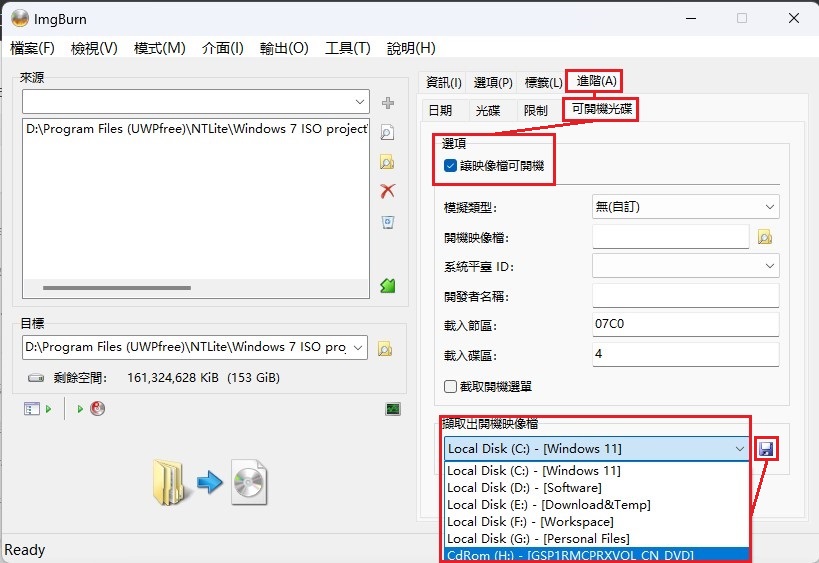 ImgBurn
檔案(F) 檢視(V) 模式(M) 介面(I) 輸出(O) 工具(T) 說明(H)
來源
D:\Program Files (UWPfree)\NTLite\Windows 7 ISO project\
目標
D:\Program Files (UWPfree)\NTLite\Windows 7 ISO pro
剩餘空間: 161,324,628 KiB (153 GiB)
Ready
資訊(I) 選項(P) 標籤(L) 進階(A)
日期 光碟 限制 可開機光碟
選項
讓映像檔可開機
模擬類型: 無(自訂)
開機映像檔:
系統平臺 ID:
開發者名稱:
載入節區: 07C0
載入磁區: 4
截取開機選單
擷取出開機映像檔
Local Disk (C:) - [Windows 11]
Local Disk (C:) - [Windows 11]
Local Disk (D:) - [Software]
Local Disk (E:) - [Download&Temp]
Local Disk (F:) - [Workspace]
Local Disk (G:) - [Personal Files]
CdRom (H:) - [GSP1RMCPRXVOL_CN_DVD]